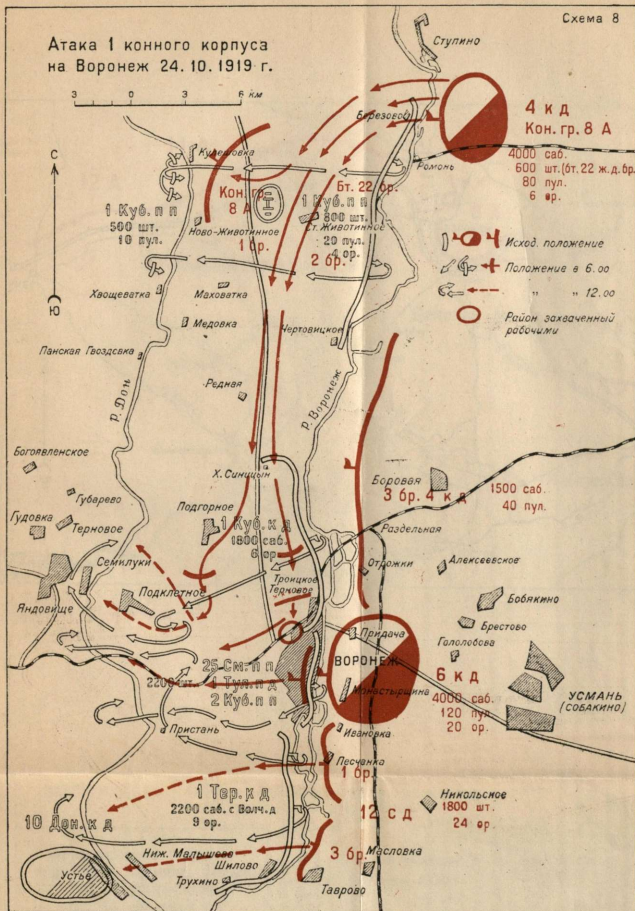 Схема 8
Атака 1 конного корпуса
на Воронеж 24.10.1919 г.
3 0 3 6 км
Ступино
С
Ю
Березово
4 к д
Кон. гр. 8 А
4000 саб.
600 шт. (бт. 22 ж. д. бр.
80 пул.
6 ор.
Кулешовка
Рамонь
Кон. гр.
8 А
Бт. 22 бр.
1 Куб. п п
500 шт.
10 пул.
1 Куб. п п
800 шт.
Ново-Животинное
Ст. Животинное
20 пул.
4 ор.
1 бр.
2 бр.
Исход. положение
Положение в 6.00
" " 12.00
Район захваченный
рабочими
Хвощеватка
Маховатка
Медовка
Чертовицкое
Панская Гвоздевка
р. Дон
Редная
р. Воронеж
Богоявленское
Х. Синицын
Губарево
Гудовка
Терновое
Подгорное
1 Куб. к д
1800 саб.
6 ор.
Боровая
3 бр. 4 к д
1500 саб.
40 пул.
Раздельная
Семилуки
Подклетное
Троицкое
Терновое
Отрожки
Алексеевское
Яндовище
Бобякино
Придача
Брестово
Гололобова
25 См. п п
ВОРОНЕЖ
2200 шт.
1 Тул. п д
2 Куб. п п
Монастырщина
6 к д
4000 саб.
120 пул
20 ор.
УСМАНЬ
(СОБАКИНО)
Пристань
Ивановка
Песчанка
1 бр.
1 Тер. к д
2200 саб. с Волч. д
9 ор.
12 с д
Никольское
1800 шт.
24 ор.
10 Дон. к д
Ниж. Малышево
Шилово
3 бр.
Масловка
Устье
Трухино
Таврово